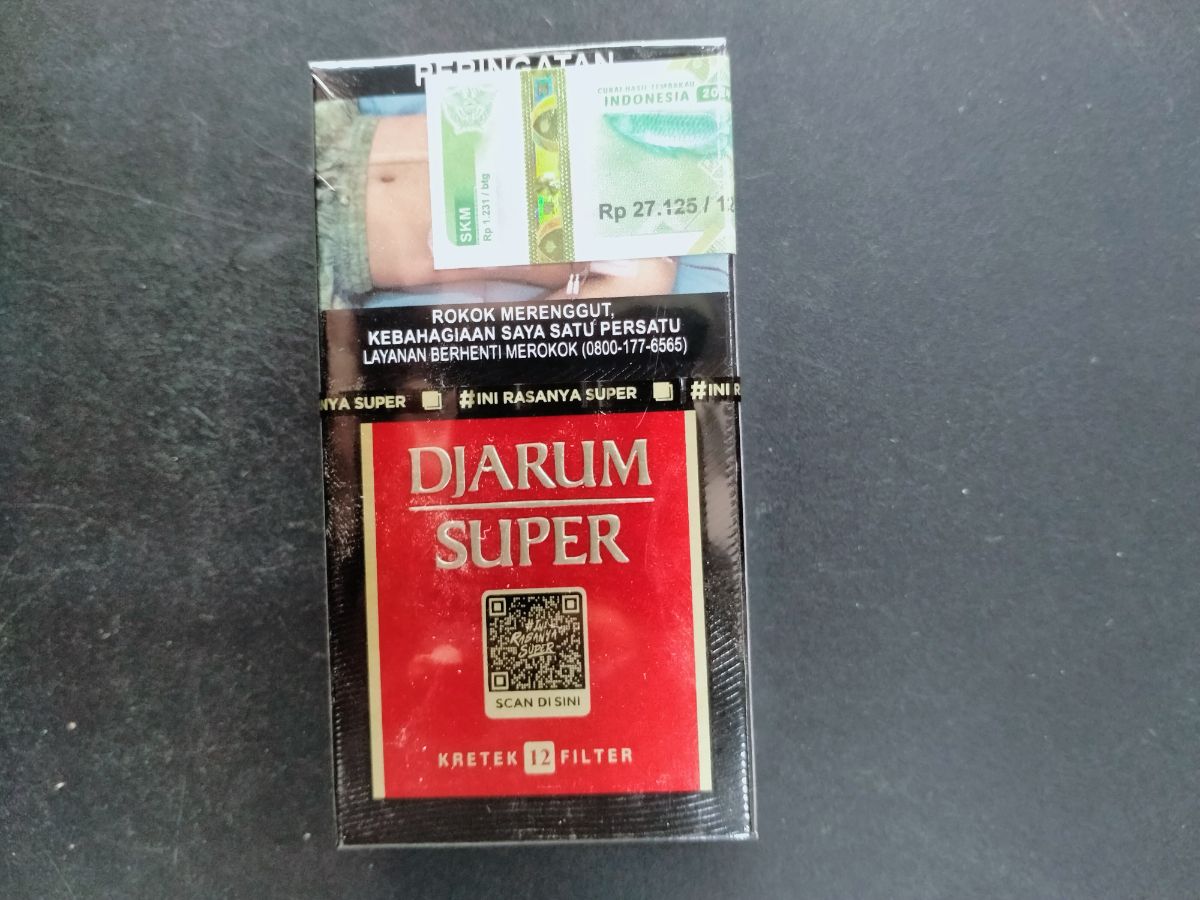 PERINGATAN
CUKAI HASIL TEMBAKAU
INDONESIA
SKM
Rp 1.231 / btg
Rp 27.125 / 12
ROKOK MERENGGUT,
KEBAHAGIAAN SAYA SATU PERSATU
LAYANAN BERHENTI MEROKOK (0800-177-6565)
NYA SUPER #INI RASANYA SUPER #INI R
DJARUM
SUPER
#INI
RASANYA
SUPER
SCAN DI SINI
KRETEK 12 FILTER